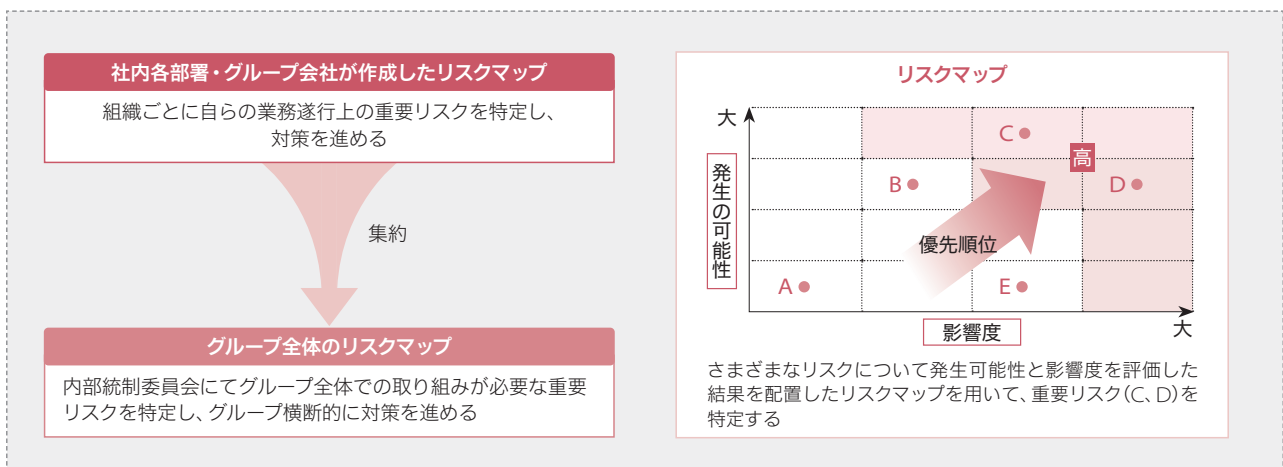 社内各部署・グループ会社が作成したリスクマップ
組織ごとに自らの業務遂行上の重要リスクを特定し、
対策を進める
集約
グループ全体のリスクマップ
内部統制委員会にてグループ全体での取り組みが必要な重要
リスクを特定し、グループ横断的に対策を進める
リスクマップ
大
発生の可能性
C
高
B
D
優先順位
A
E
影響度
大
さまざまなリスクについて発生可能性と影響度を評価した
結果を配置したリスクマップを用いて、重要リスク(C、D)を
特定する